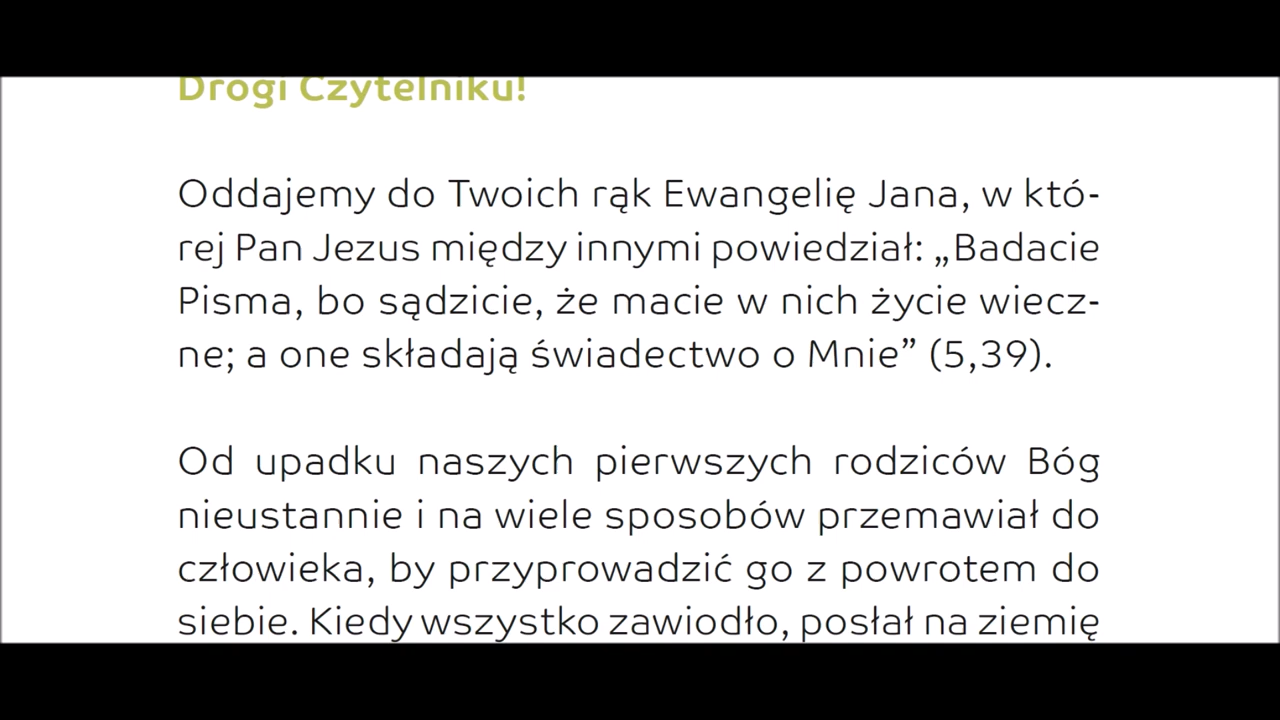 Drogi Czytelniku!
Oddajemy do Twoich rąk Ewangelię Jana, w któ-
rej Pan Jezus między innymi powiedział: „Badacie
Pisma, bo sądzicie, że macie w nich życie wiecz-
ne; a one składają świadectwo o Mnie” (5,39).
Od upadku naszych pierwszych rodziców Bóg
nieustannie i na wiele sposobów przemawiał do
człowieka, by przyprowadzić go z powrotem do
siebie. Kiedy wszystko zawiodło, posłał na ziemię